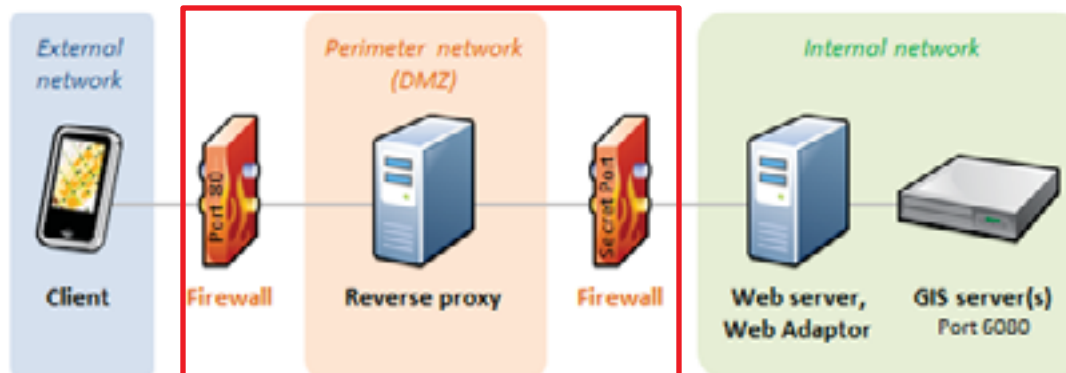 External
network
Perimeter network
(DMZ)
Internal network
Port 80
Secret Port
Client
Firewall
Reverse proxy
Firewall
Web server,
Web Adaptor
GIS server(s)
Port 6080